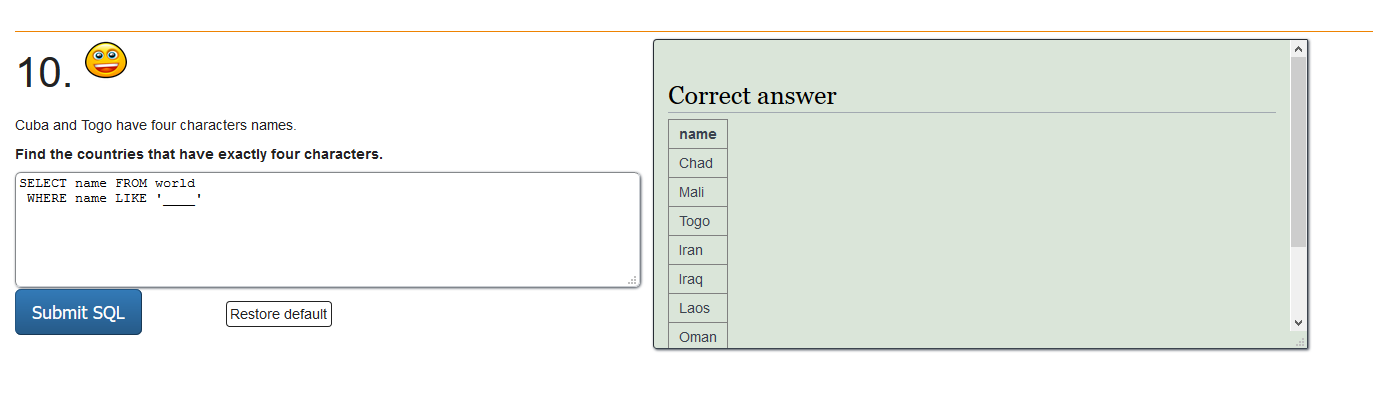 10.
Cuba and Togo have four characters names.
Find the countries that have exactly four characters.
SELECT name FROM world
WHERE name LIKE '____'
Submit SQL
Restore default
Correct answer
name
Chad
Mali
Togo
Iran
Iraq
Laos
Oman